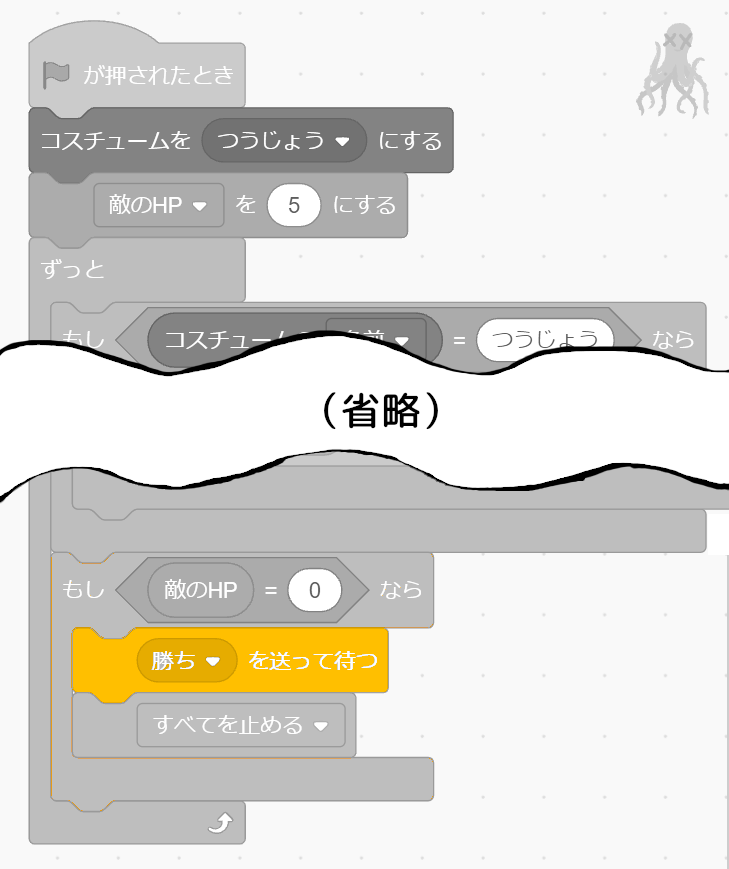 が押されたとき
コスチュームを つうじょう にする
敵のHP を 5 にする
ずっと
もし コスチュームの 名前 = つうじょう なら
(省略)
もし 敵のHP = 0 なら
勝ち を送って待つ
すべてを止める